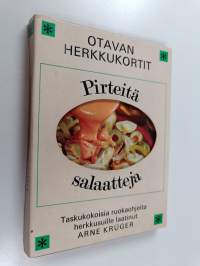 OTAVAN
HERKKUKORTIT
Pirteitä
salaatteja
Taskukokoisia ruokaohjeita
herkkusuille laatinut
ARNE KRÜGER